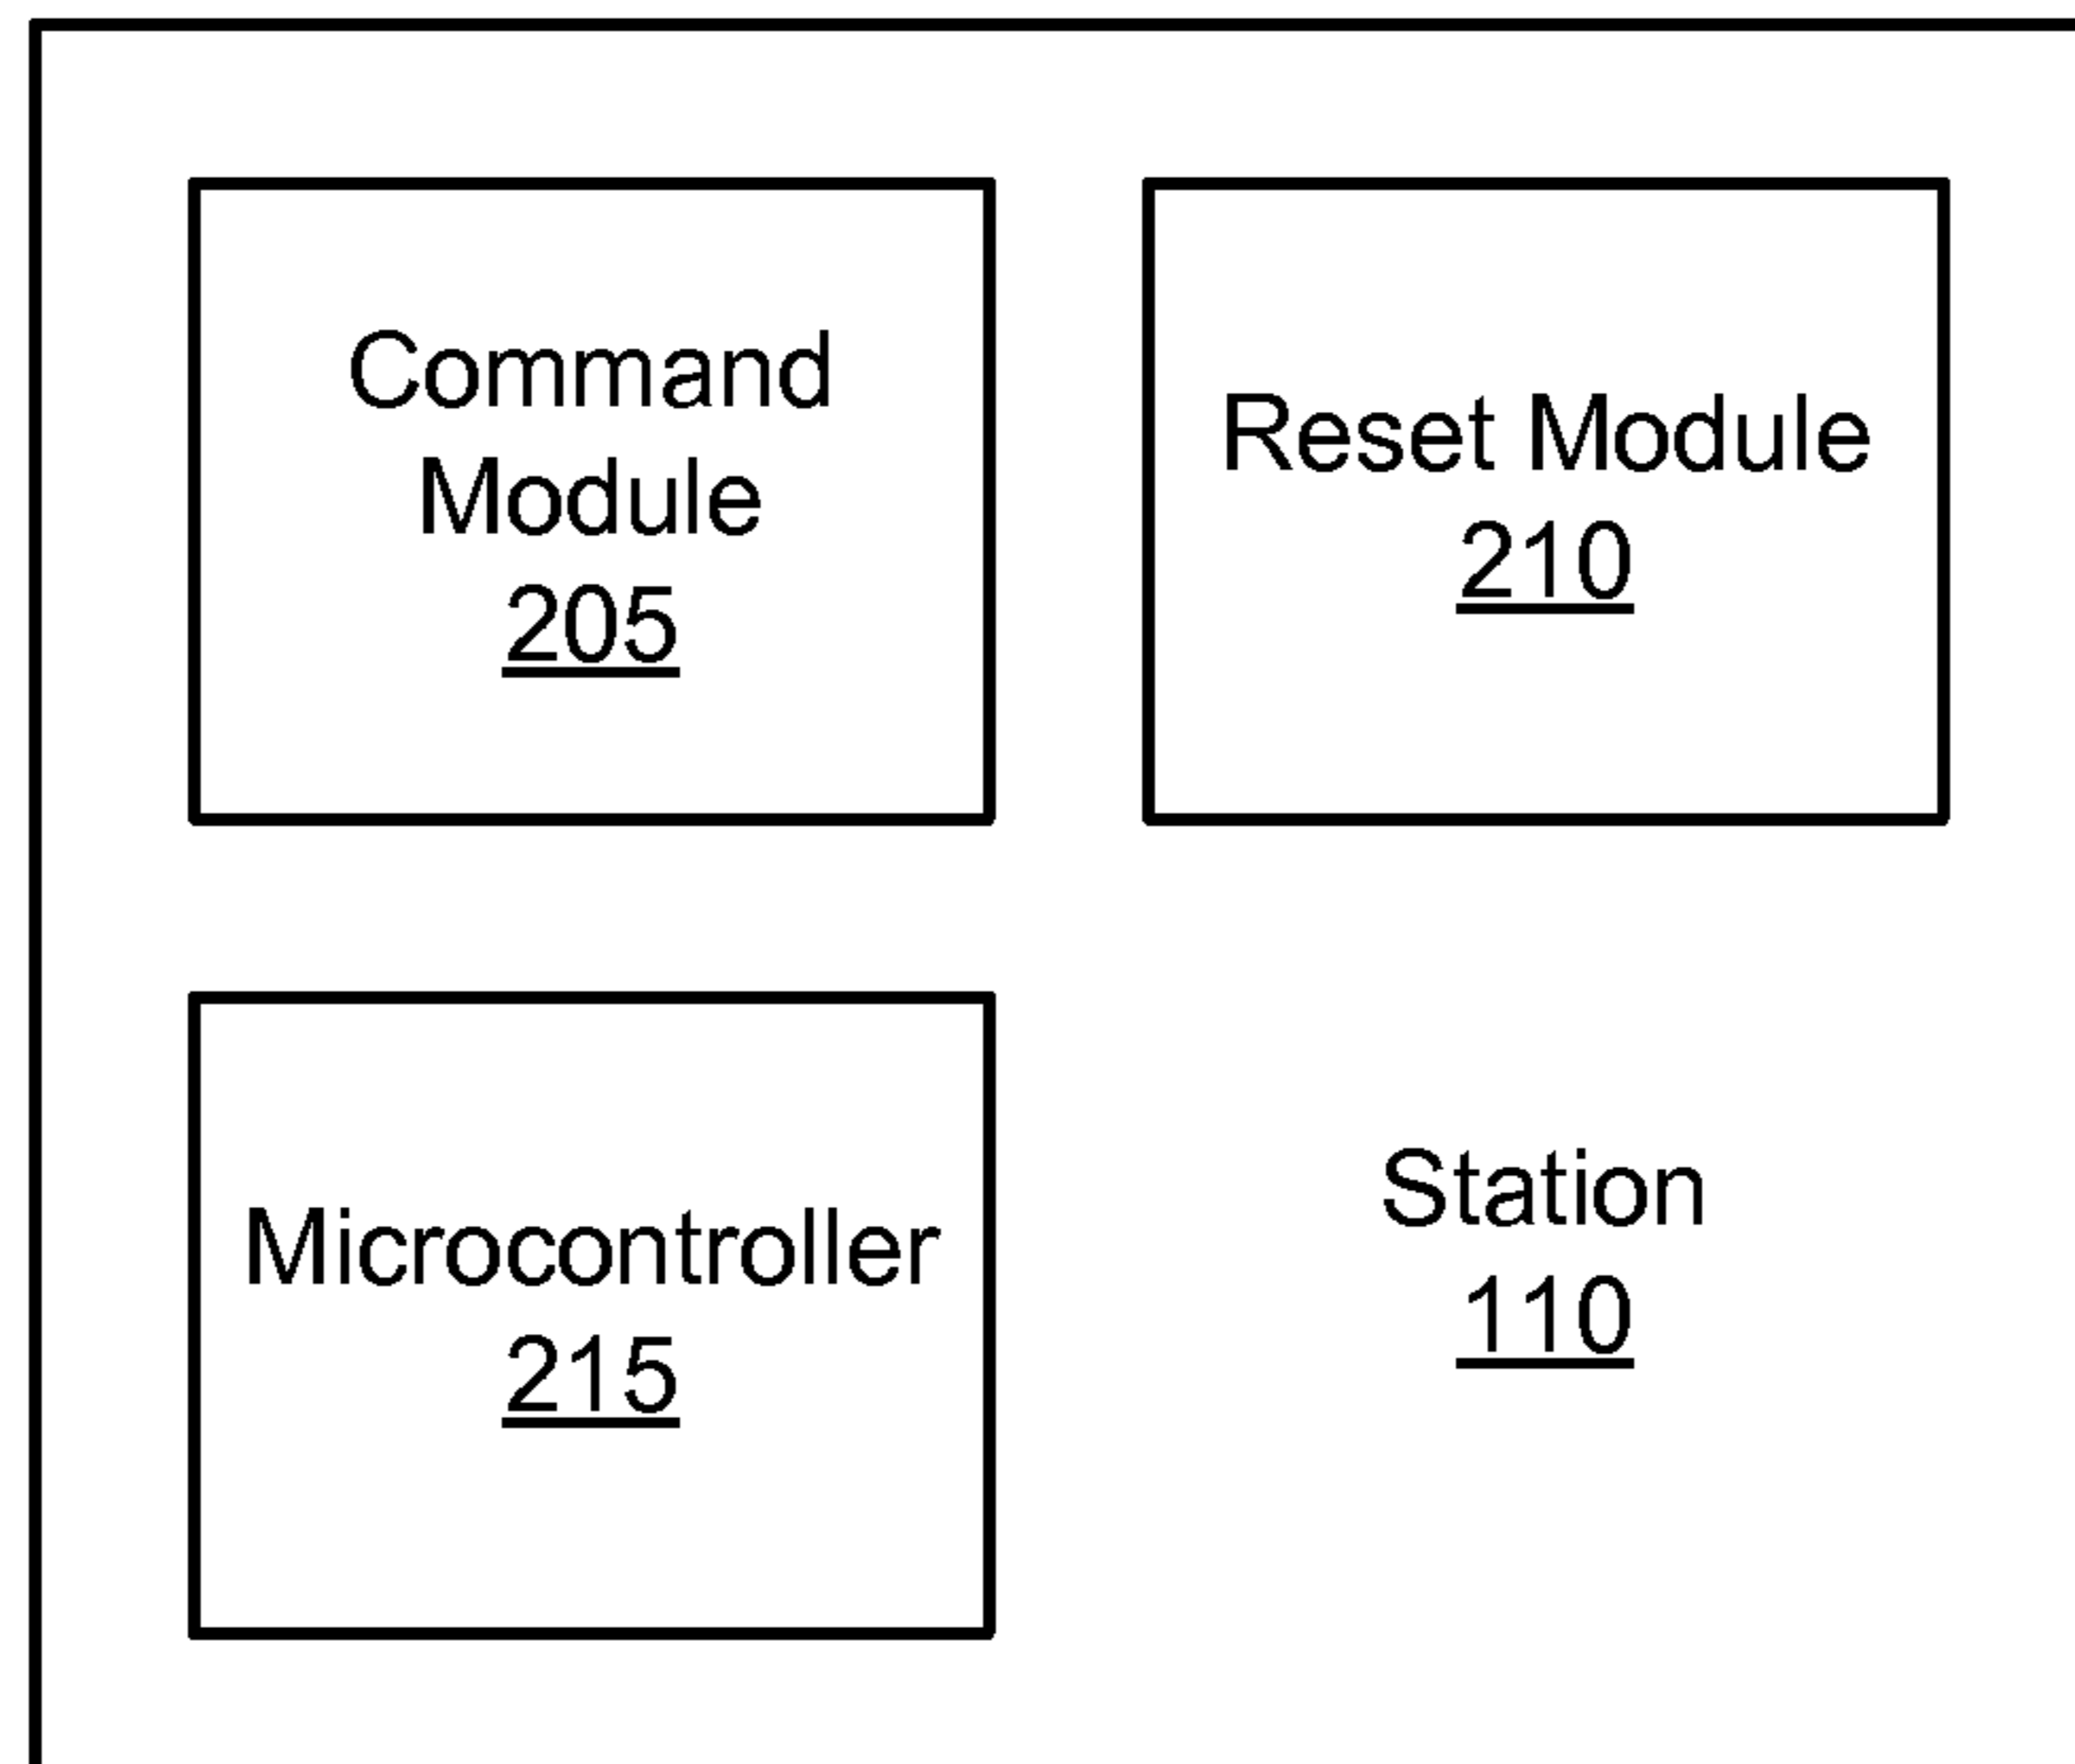 Command
Module
205
Reset Module
210
Microcontroller
215
Station
110